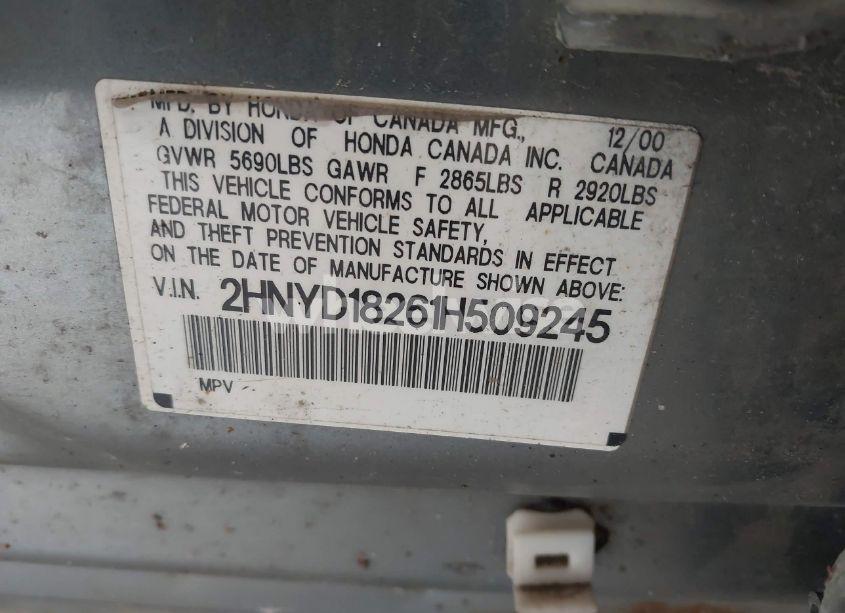 MFD. BY HONDA OF CANADA MFG., 12/00
A DIVISION OF HONDA CANADA INC. CANADA
GVWR 5690LBS GAWR F 2865LBS R 2920LBS
THIS VEHICLE CONFORMS TO ALL APPLICABLE
FEDERAL MOTOR VEHICLE SAFETY,
AND THEFT PREVENTION STANDARDS IN EFFECT
ON THE DATE OF MANUFACTURE SHOWN ABOVE:
V.I.N. 2HNYD18261H509245
MPV